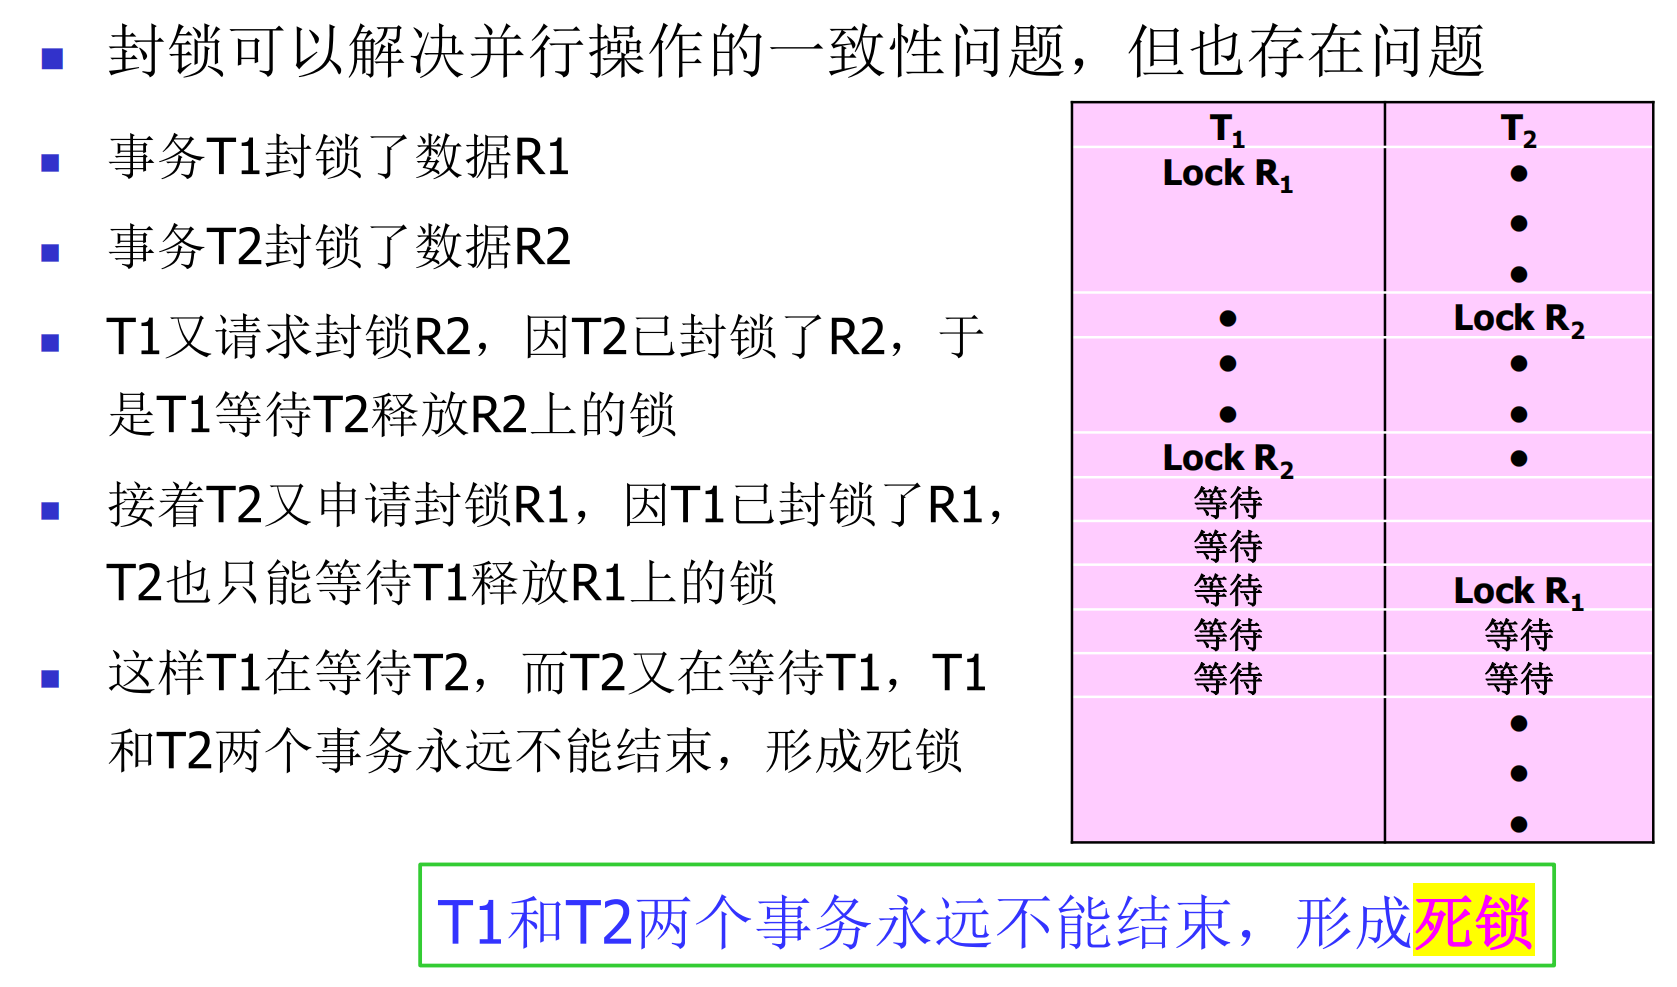 封锁可以解决并行操作的一致性问题，但也存在问题
事务T1封锁了数据R1
事务T2封锁了数据R2
T1又请求封锁R2，因T2已封锁了R2，于
是T1等待T2释放R2上的锁
接着T2又申请封锁R1，因T1已封锁了R1，
T2也只能等待T1释放R1上的锁
这样T1在等待T2，而T2又在等待T1，T1
和T2两个事务永远不能结束，形成死锁
T₁ T₂
Lock R₁ ●
●
●
● Lock R₂
● ●
● ●
Lock R₂ ●
等待
等待
等待 Lock R₁
等待 等待
等待 等待
●
●
●
T1和T2两个事务永远不能结束，形成死锁